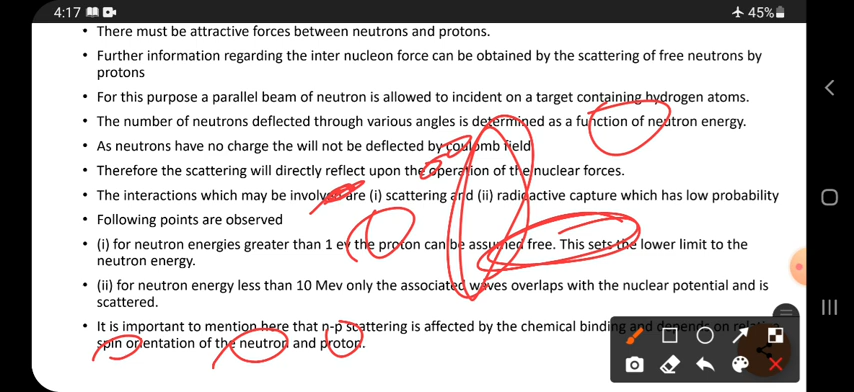 4:17
45%
• There must be attractive forces between neutrons and protons.
• Further information regarding the inter nucleon force can be obtained by the scattering of free neutrons by
protons
• For this purpose a parallel beam of neutron is allowed to incident on a target containing hydrogen atoms.
• The number of neutrons deflected through various angles is determined as a function of neutron energy.
• As neutrons have no charge the will not be deflected by coulomb field
• Therefore the scattering will directly reflect upon the operation of the nuclear forces.
• The interactions which may be involves are (i) scattering and (ii) radioactive capture which has low probability
• Following points are observed
• (i) for neutron energies greater than 1 ev the proton can be assumed free. This sets the lower limit to the
neutron energy.
• (ii) for neutron energy less than 10 Mev only the associated waves overlaps with the nuclear potential and is
scattered.
• It is important to mention here that n-p scattering is affected by the chemical binding and depends on
spin orientation of the neutron and proton.